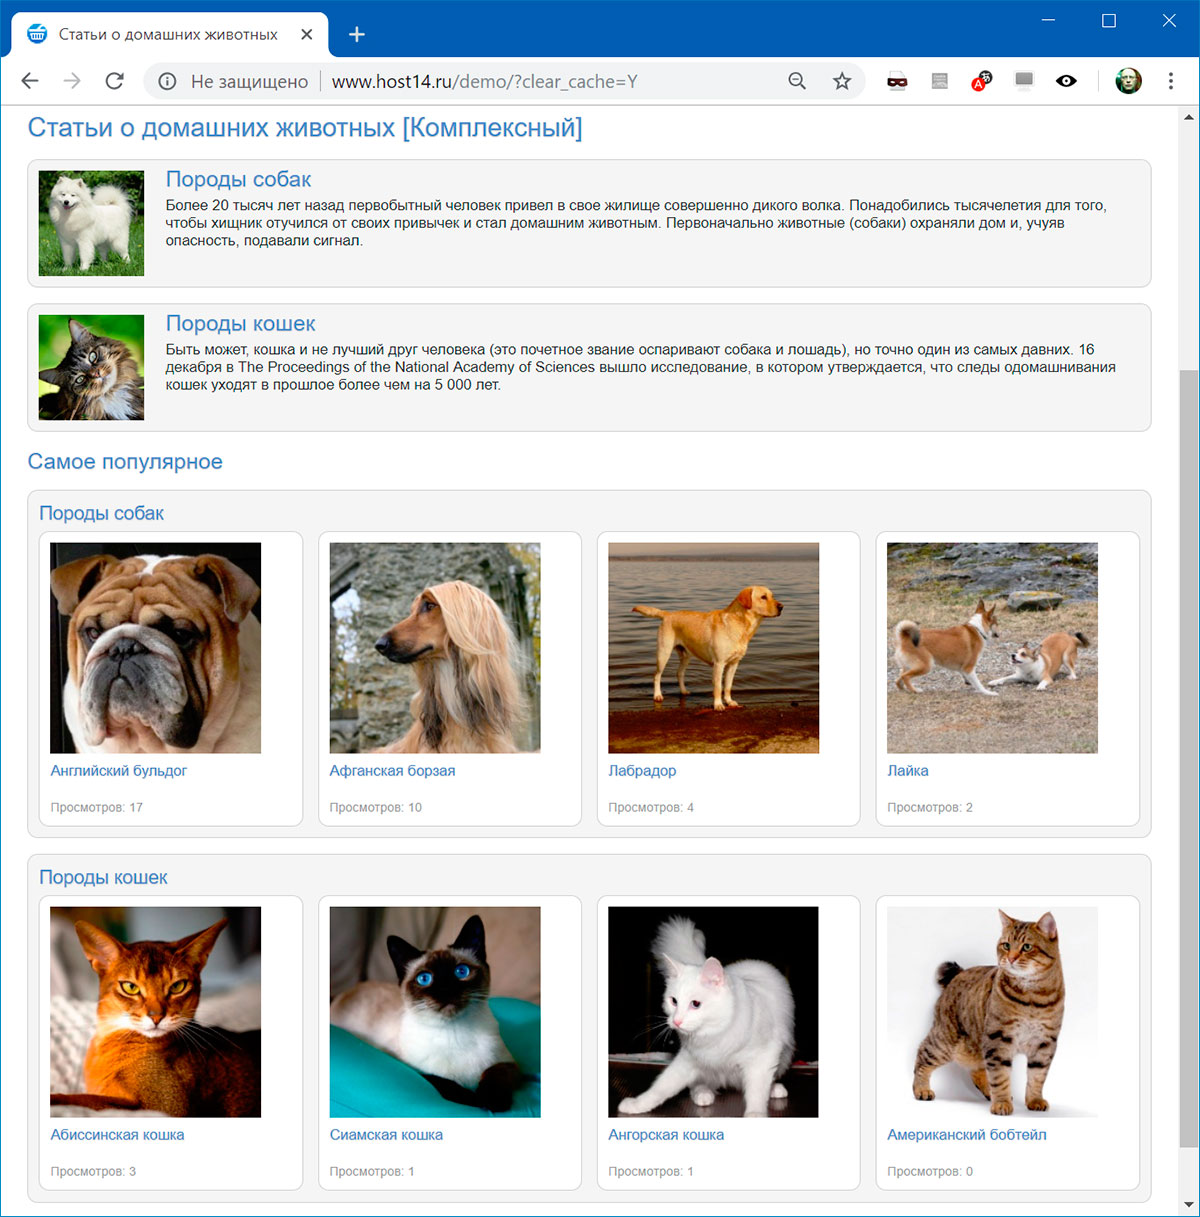 Статьи о домашних животных
Не защищено
www.host14.ru/demo/?clear_cache=Y
Статьи о домашних животных [Комплексный]
Породы собак
Более 20 тысяч лет назад первобытный человек привел в свое жилище совершенно дикого волка. Понадобились тысячелетия для того,
чтобы хищник отучился от своих привычек и стал домашним животным. Первоначально животные (собаки) охраняли дом и, учуяв
опасность, подавали сигнал.
Породы кошек
Быть может, кошка и не лучший друг человека (это почетное звание оспаривают собака и лошадь), но точно один из самых давних. 16
декабря в The Proceedings of the National Academy of Sciences вышло исследование, в котором утверждается, что следы одомашнивания
кошек уходят в прошлое более чем на 5 000 лет.
Самое популярное
Породы собак
Английский бульдог
Просмотров: 17
Афганская борзая
Просмотров: 10
Лабрадор
Просмотров: 4
Лайка
Просмотров: 2
Породы кошек
Абиссинская кошка
Просмотров: 3
Сиамская кошка
Просмотров: 1
Ангорская кошка
Просмотров: 1
Американский бобтейл
Просмотров: 0